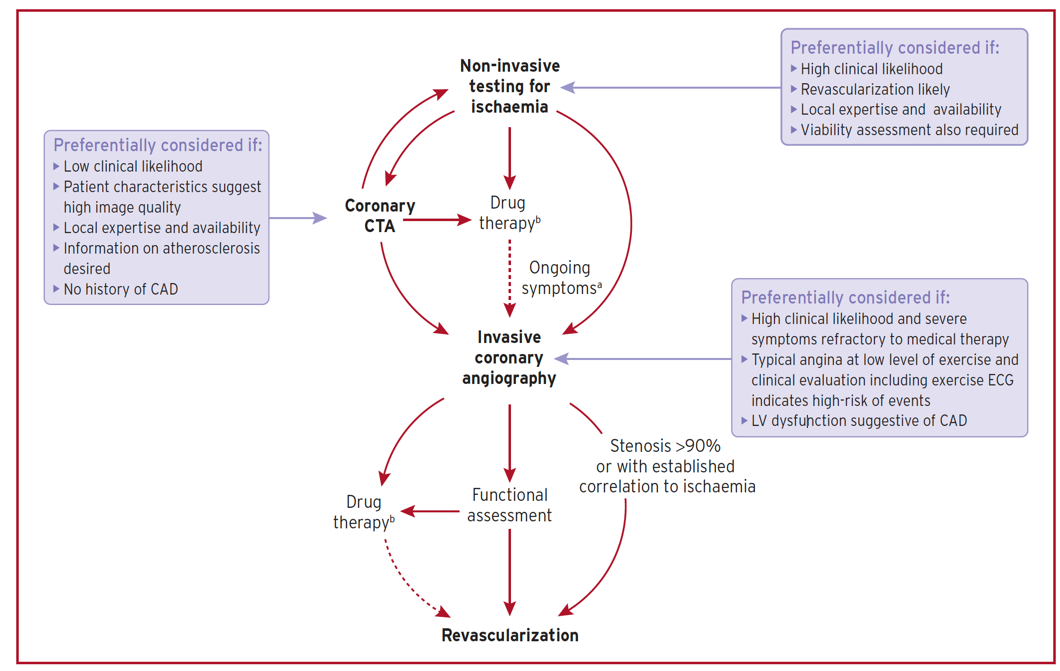 Non-invasive
testing for
ischaemia
Preferentially considered if:
▸ High clinical likelihood
▸ Revascularization likely
▸ Local expertise and availability
▸ Viability assessment also required
Preferentially considered if:
▸ Low clinical likelihood
▸ Patient characteristics suggest
high image quality
▸ Local expertise and availability
▸ Information on atherosclerosis
desired
▸ No history of CAD
Coronary
CTA
Drug
therapyᵇ
Ongoing
symptomsᵃ
Invasive
coronary
angiography
Preferentially considered if:
▸ High clinical likelihood and severe
symptoms refractory to medical therapy
▸ Typical angina at low level of exercise and
clinical evaluation including exercise ECG
indicates high-risk of events
▸ LV dysfunction suggestive of CAD
Stenosis >90%
or with established
correlation to ischaemia
Drug
therapyᵇ
Functional
assessment
Revascularization